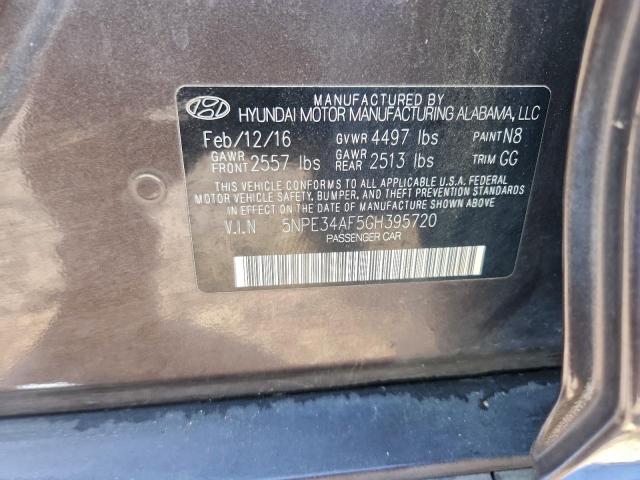 MANUFACTURED BY
HYUNDAI MOTOR MANUFACTURING ALABAMA, LLC
Feb/12/16 GVWR 4497 lbs PAINT N8
GAWR FRONT 2557 lbs GAWR REAR 2513 lbs TRIM GG
THIS VEHICLE CONFORMS TO ALL APPLICABLE U.S.A. FEDERAL
MOTOR VEHICLE SAFETY, BUMPER, AND THEFT PREVENTION STANDARDS
IN EFFECT ON THE DATE OF MANUFACTURE SHOWN ABOVE.
V.I.N 5NPE34AF5GH395720
PASSENGER CAR